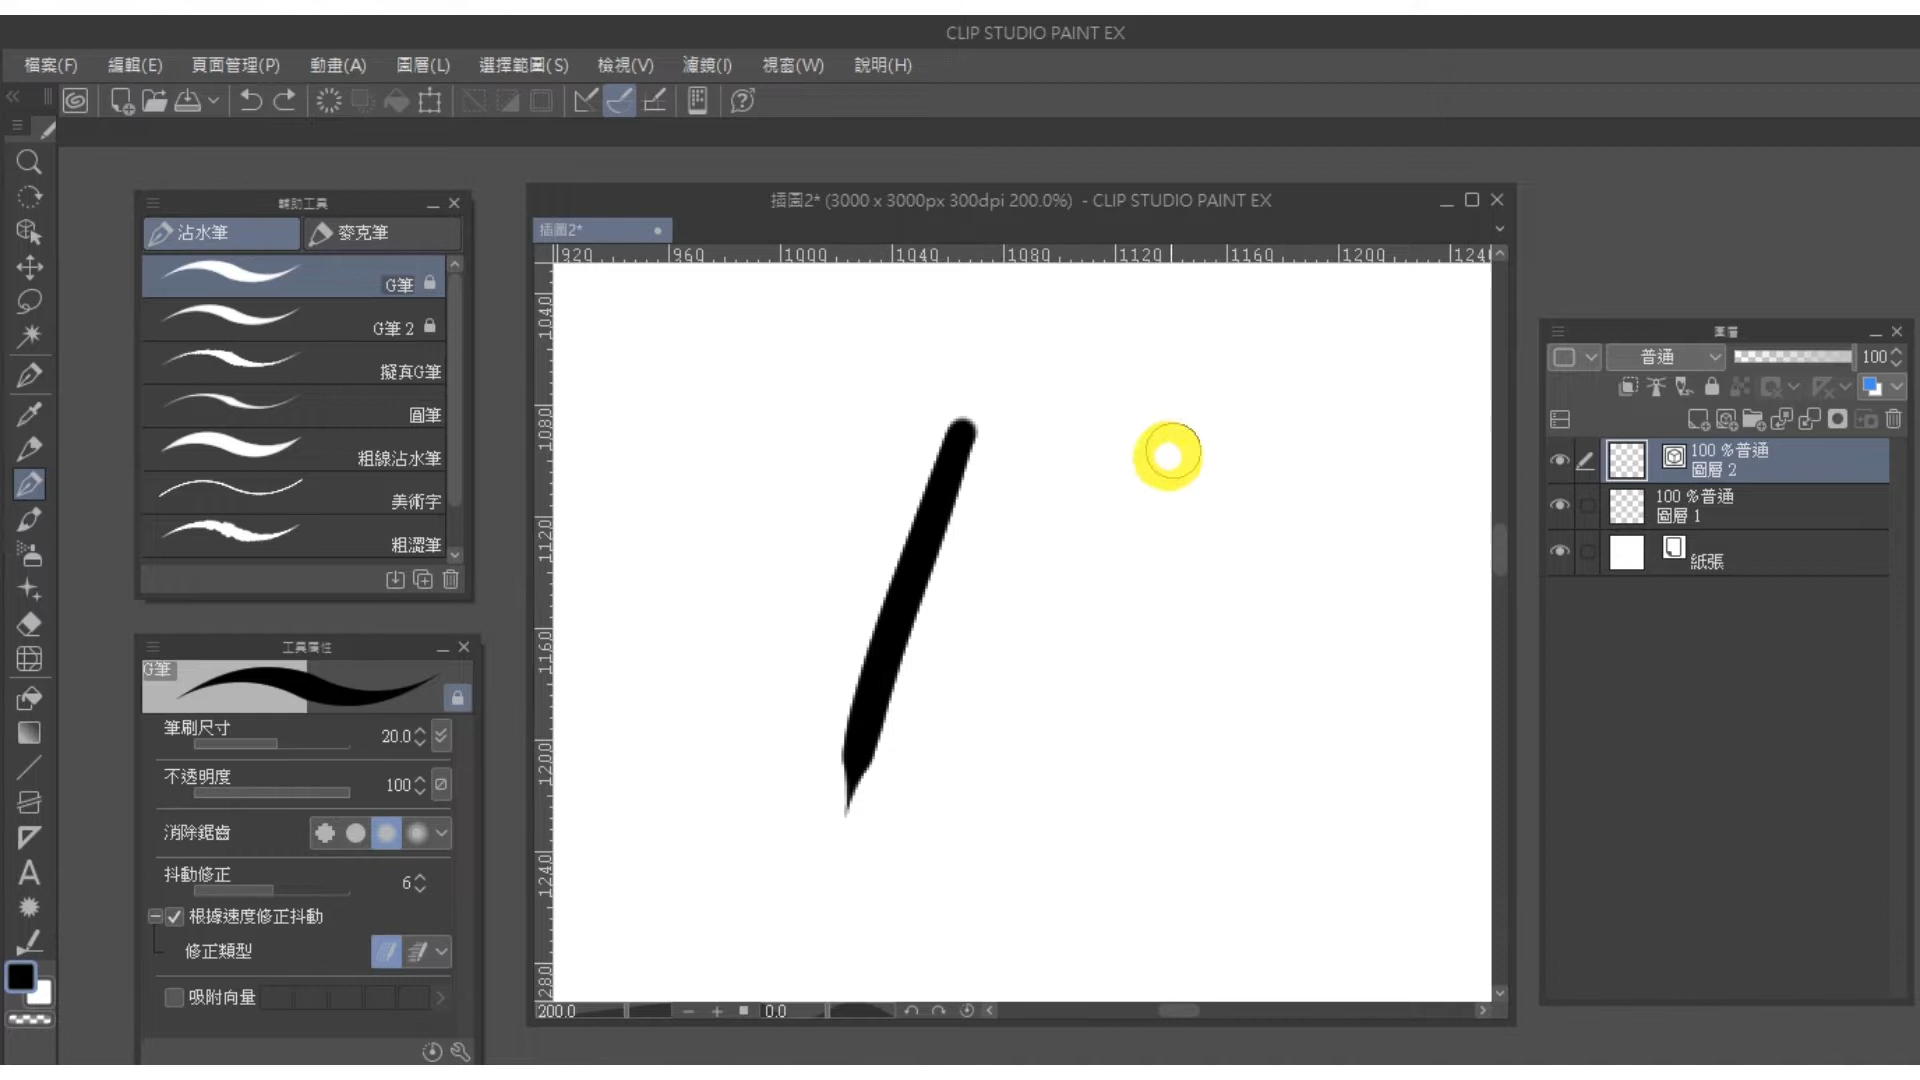 CLIP STUDIO PAINT EX
檔案(F) 編輯(E) 頁面管理(P) 動畫(A) 圖層(L) 選擇範圍(S) 檢視(V) 濾鏡(I) 視窗(W) 說明(H)
輔助工具
沾水筆 麥克筆
G筆
G筆 2
擬真G筆
圓筆
粗線沾水筆
美術字
粗澀筆
工具屬性
G筆
筆刷尺寸 20.0
不透明度 100
消除鋸齒
抖動修正 6
根據速度修正抖動
修正類型
吸附向量
插圖2* (3000 x 3000px 300dpi 200.0%) - CLIP STUDIO PAINT EX
插圖2*
920 960 1000 1040 1080 1120 1160 1200 124
1040
1080
1120
1160
1200
1240
280
200.0 0.0
圖層
普通 100
100 %普通
圖層 2
100 %普通
圖層 1
紙張